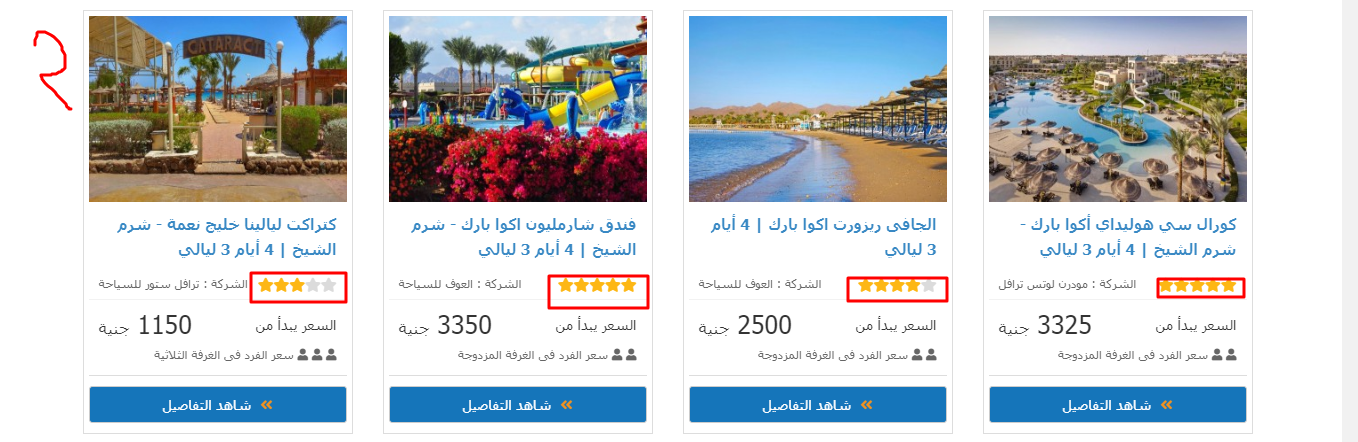 CATARACT
كورال سي هوليداي أكوا بارك -
شرم الشيخ | 4 أيام 3 ليالي
الشركة : مودرن لوتس ترافل
السعر يبدأ من 3325 جنية
سعر الفرد فى الغرفة المزدوجة
شاهد التفاصيل »
الجافى ريزورت اكوا بارك | 4 أيام
3 ليالي
الشركة : العوف للسياحة
السعر يبدأ من 2500 جنية
سعر الفرد فى الغرفة المزدوجة
شاهد التفاصيل »
فندق شارمليون اكوا بارك - شرم
الشيخ | 4 أيام 3 ليالي
الشركة : العوف للسياحة
السعر يبدأ من 3350 جنية
سعر الفرد فى الغرفة المزدوجة
شاهد التفاصيل »
كتراكت ليالينا خليج نعمة - شرم
الشيخ | 4 أيام 3 ليالي
الشركة : ترافل ستور للسياحة
السعر يبدأ من 1150 جنية
سعر الفرد فى الغرفة الثلاثية
شاهد التفاصيل »